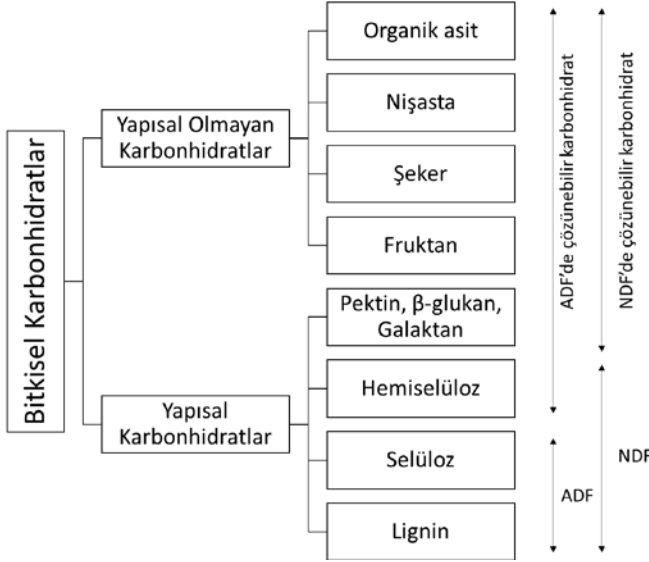 Bitkisel Karbonhidratlar
Yapısal Olmayan
Karbonhidratlar
Organik asit
Nişasta
Şeker
Fruktan
Yapısal
Karbonhidratlar
Pektin, β-glukan,
Galaktan
Hemiselüloz
Selüloz
Lignin
ADF'de çözünebilir karbonhidrat
ADF
NDF'de çözünebilir karbonhidrat
NDF